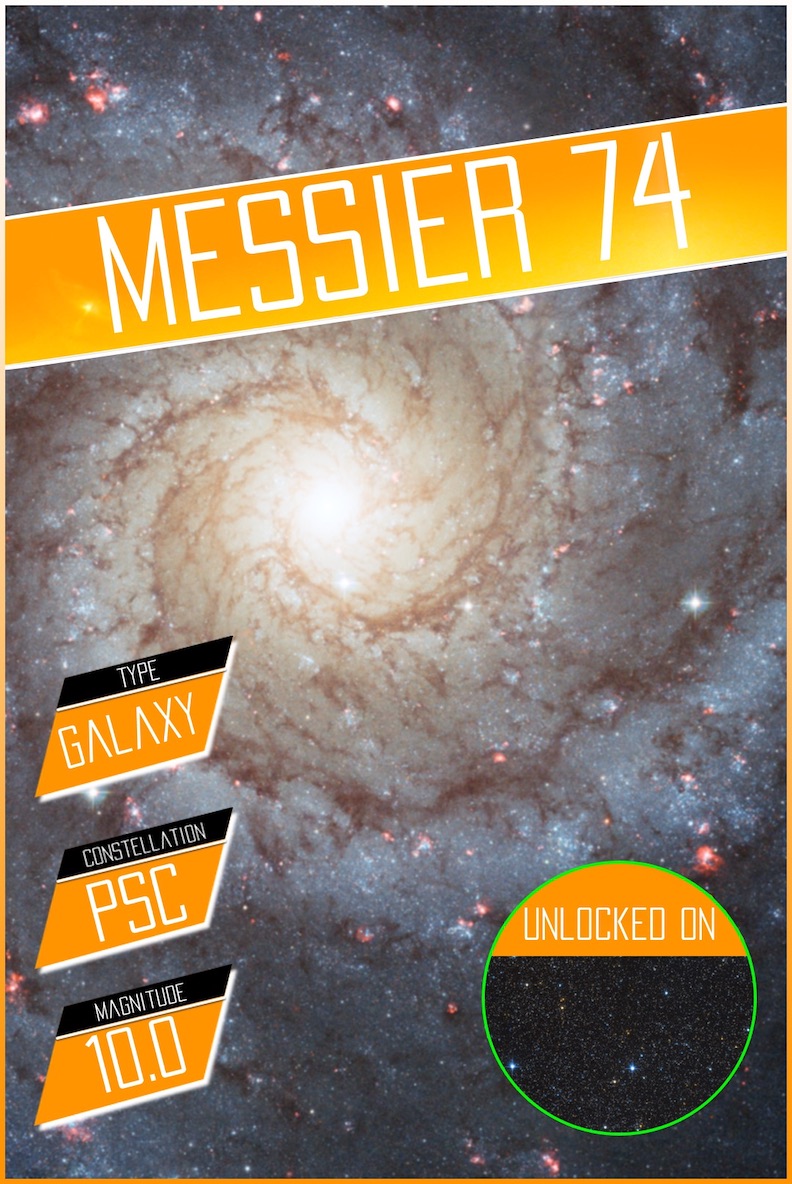 MESSIER 74
TYPE
GALAXY
CONSTELLATION
PSC
MAGNITUDE
10.0
UNLOCKED ON